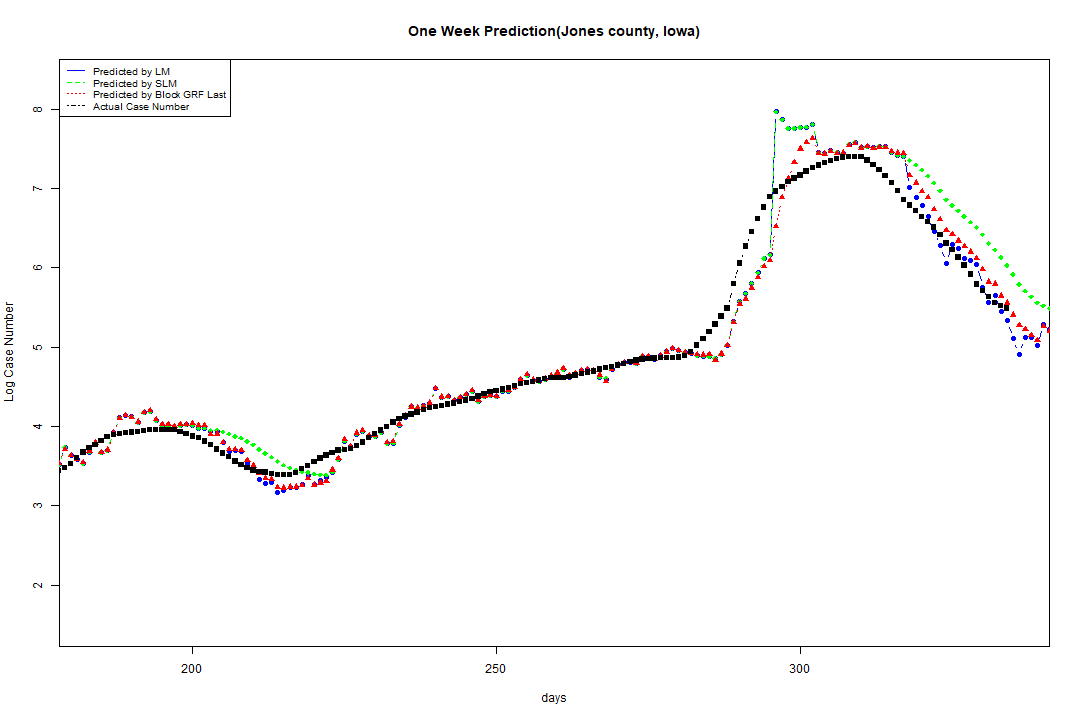 One Week Prediction(Jones county, Iowa)
Predicted by LM
Predicted by SLM
Predicted by Block GRF Last
Actual Case Number
8
7
6
5
4
3
2
Log Case Number
200
250
300
days